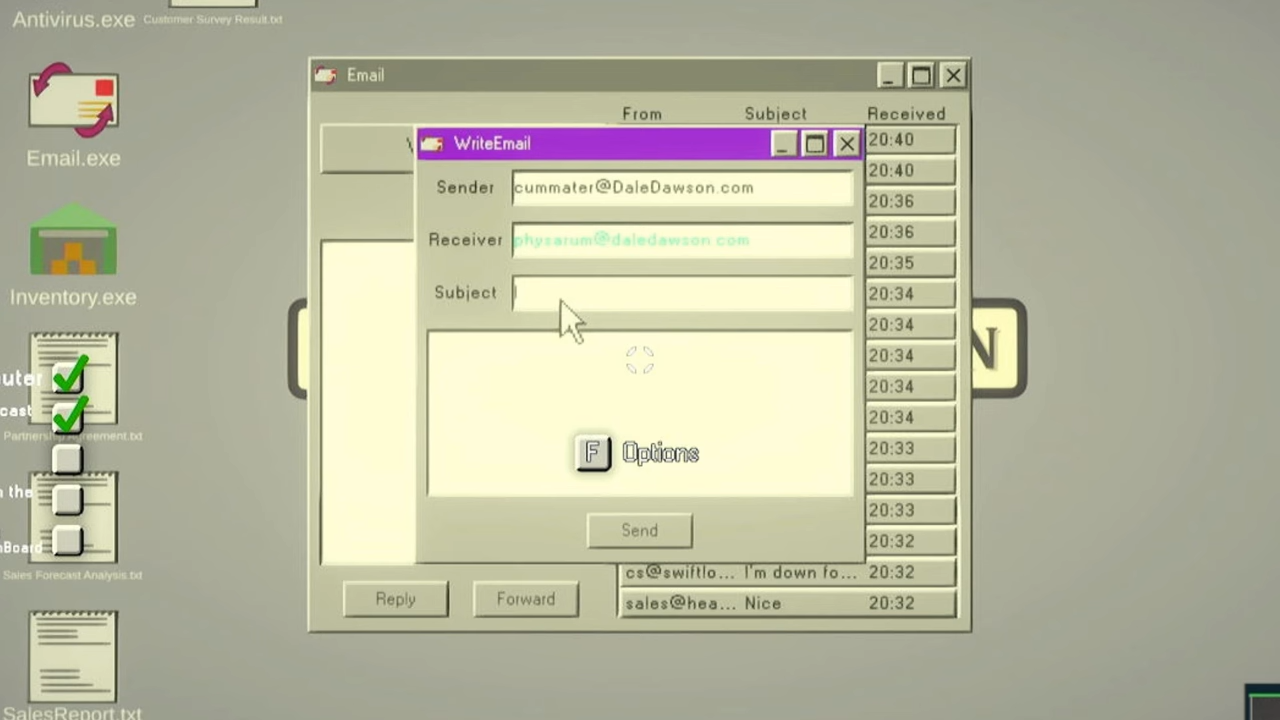 Antivirus.exe
Customer Survey Result.txt
Email.exe
Inventory.exe
uter
cast
Partnership Agreement.txt
n the
nBoard
Sales Forecast Analysis.txt
SalesReport.txt
Email
From Subject Received
WriteEmail
Sender cummater@DaleDawson.com
Receiver physarum@daledawson.com
Subject
F Options
Send
20:40
20:40
20:36
20:36
20:35
20:34
20:34
20:34
20:34
20:34
20:33
20:33
20:33
20:32
cs@swiftlo... I'm down fo... 20:32
sales@hea... Nice 20:32
Reply Forward
N